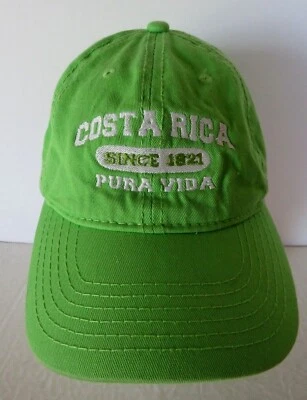 COSTA RICA
SINCE 1821
PURA VIDA